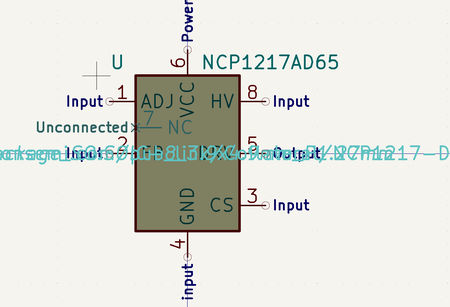 Power
6
U
NCP1217AD65
VCC
Input
1
ADJ
HV
8
Input
Unconnected
7
NC
Input
2
5
Output
GND
CS
3
Input
4
input